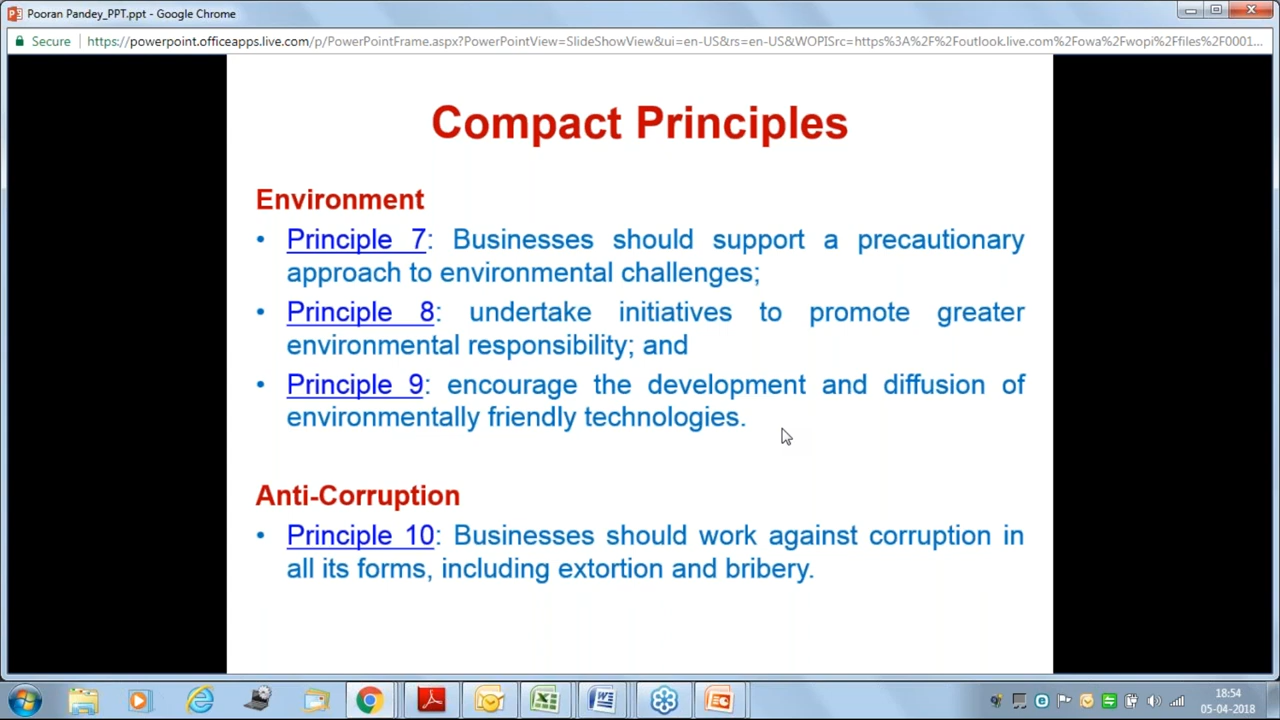 Pooran Pandey_PPT.ppt - Google Chrome
Secure https://powerpoint.officeapps.live.com/p/PowerPointFrame.aspx?PowerPointView=SlideShowView&ui=en-US&rs=en-US&WOPISrc=https%3A%2F%2Foutlook.live.com%2Fowa%2Fwopi%2Ffiles%2F0001...
Compact Principles
Environment
• Principle 7: Businesses should support a precautionary
approach to environmental challenges;
• Principle 8: undertake initiatives to promote greater
environmental responsibility; and
• Principle 9: encourage the development and diffusion of
environmentally friendly technologies.
Anti-Corruption
• Principle 10: Businesses should work against corruption in
all its forms, including extortion and bribery.
18:54
05-04-2018